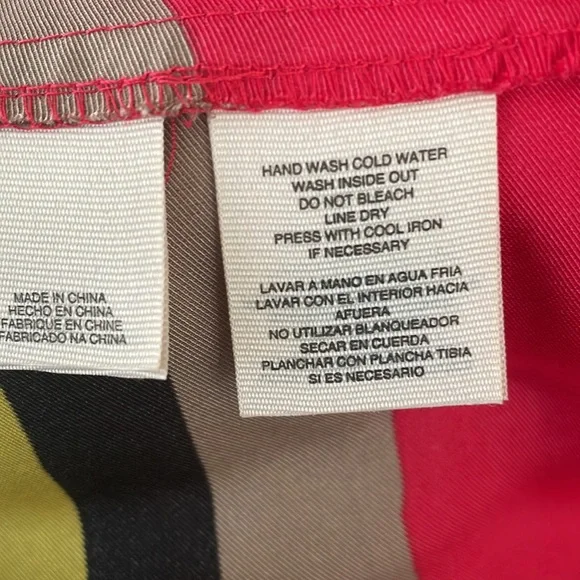 MADE IN CHINA
HECHO EN CHINA
FABRIQUE EN CHINE
FABRICADO NA CHINA
HAND WASH COLD WATER
WASH INSIDE OUT
DO NOT BLEACH
LINE DRY
PRESS WITH COOL IRON
IF NECESSARY
LAVAR A MANO EN AGUA FRIA
LAVAR CON EL INTERIOR HACIA
AFUERA
NO UTILIZAR BLANQUEADOR
SECAR EN CUERDA
PLANCHAR CON PLANCHA TIBIA
SI ES NECESARIO